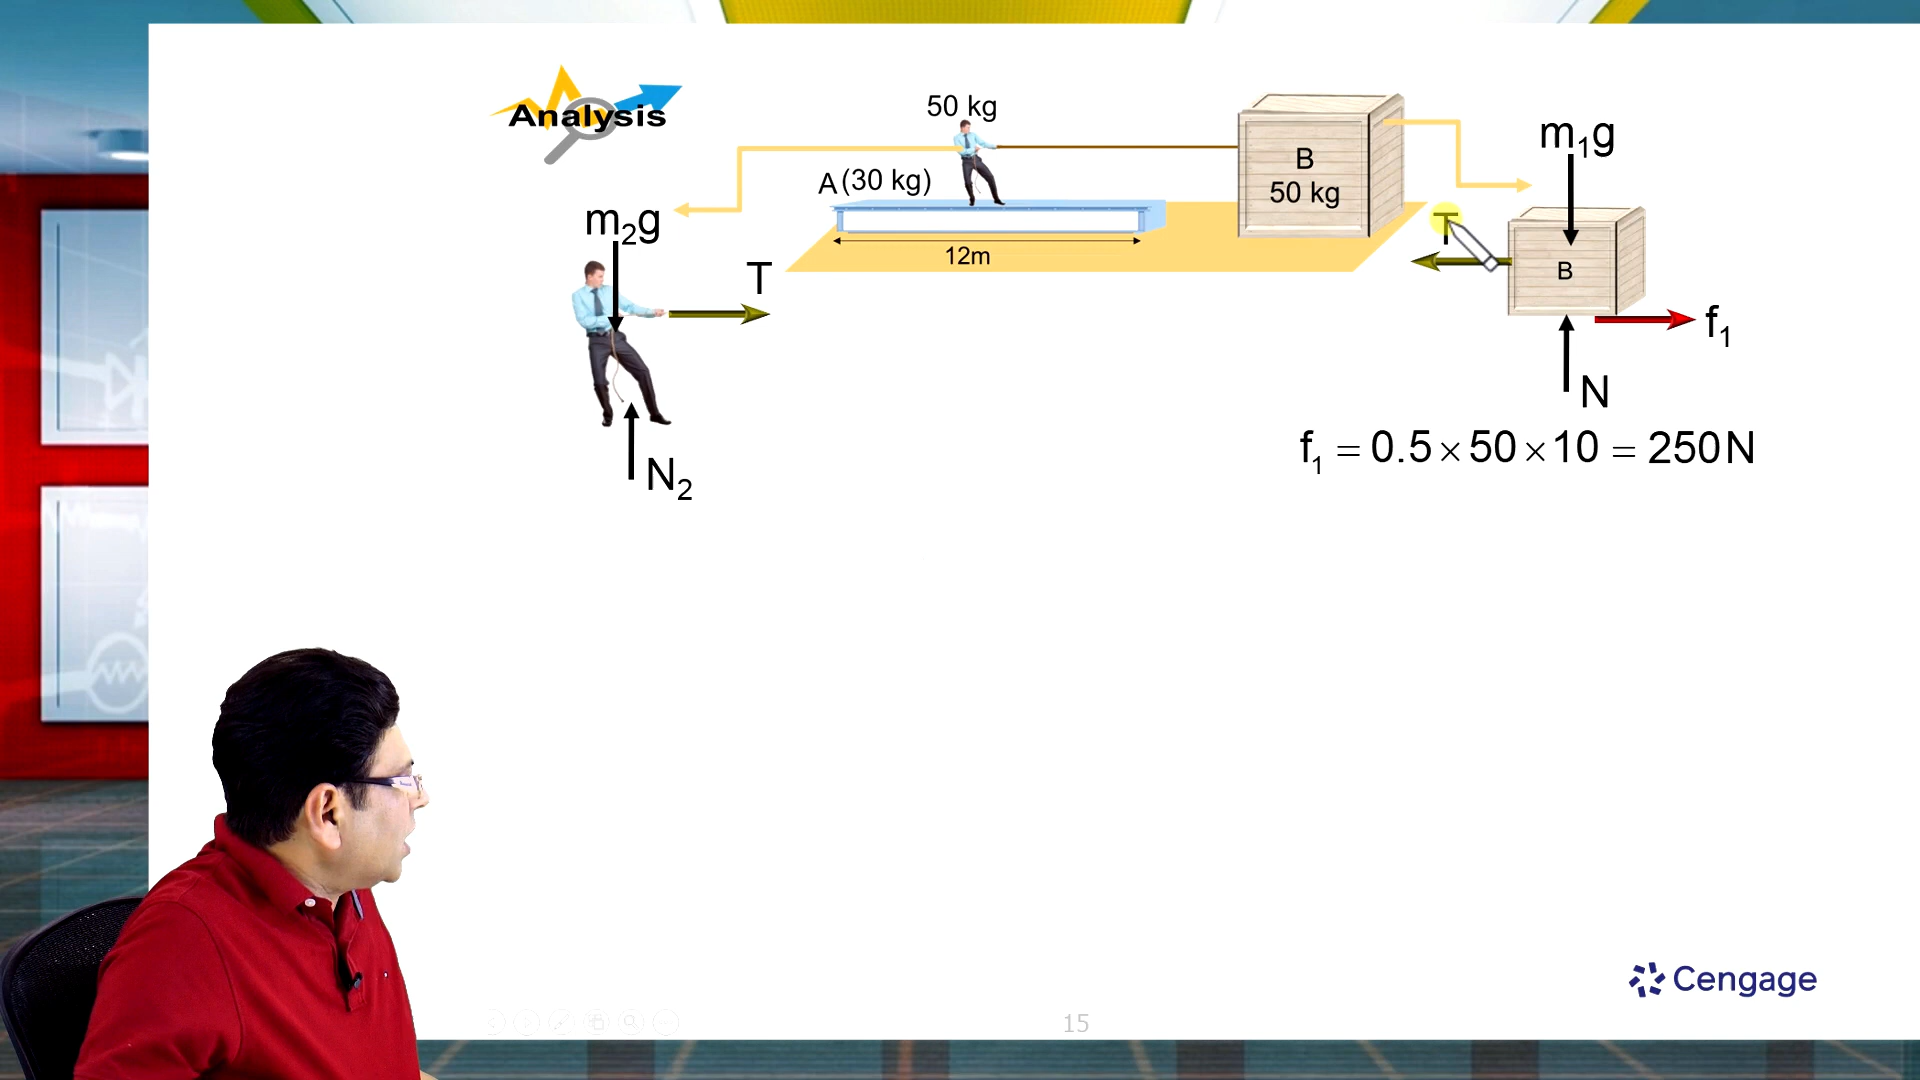 Analysis
50 kg
A (30 kg)
12m
B
50 kg
m₁g
m₂g
T
T
B
f₁
N
N₂
f₁ = 0.5 × 50 × 10 = 250 N
Cengage
15